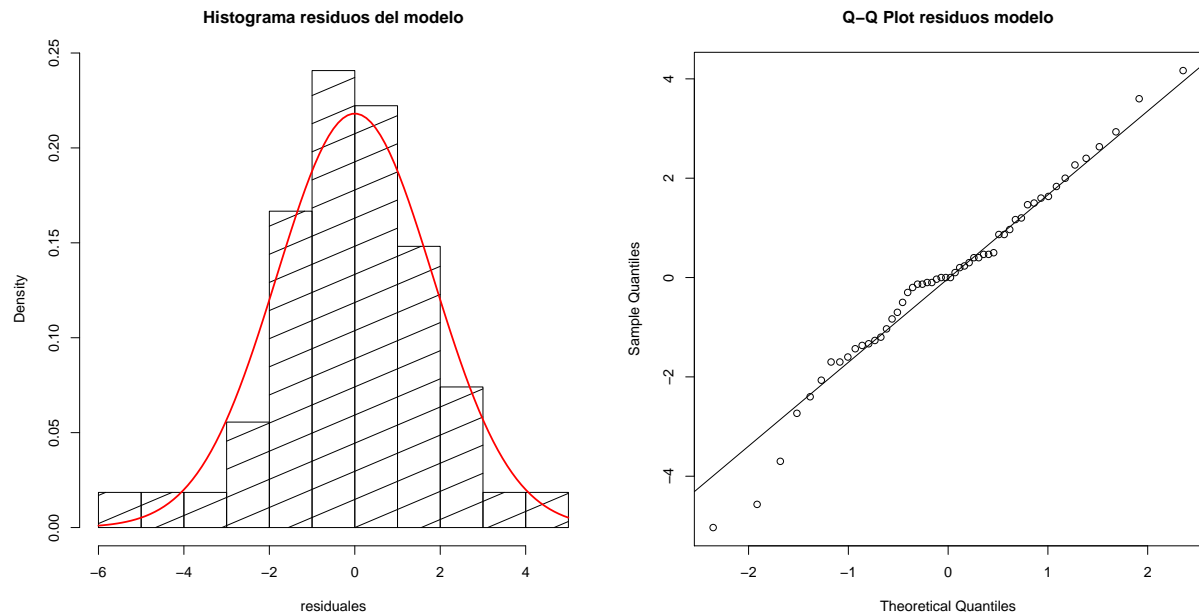 Histograma residuos del modelo
Density
0.25
0.20
0.15
0.10
0.05
0.00
−6 −4 −2 0 2 4
residuales
Q−Q Plot residuos modelo
Sample Quantiles
4
2
0
−2
−4
−2 −1 0 1 2
Theoretical Quantiles